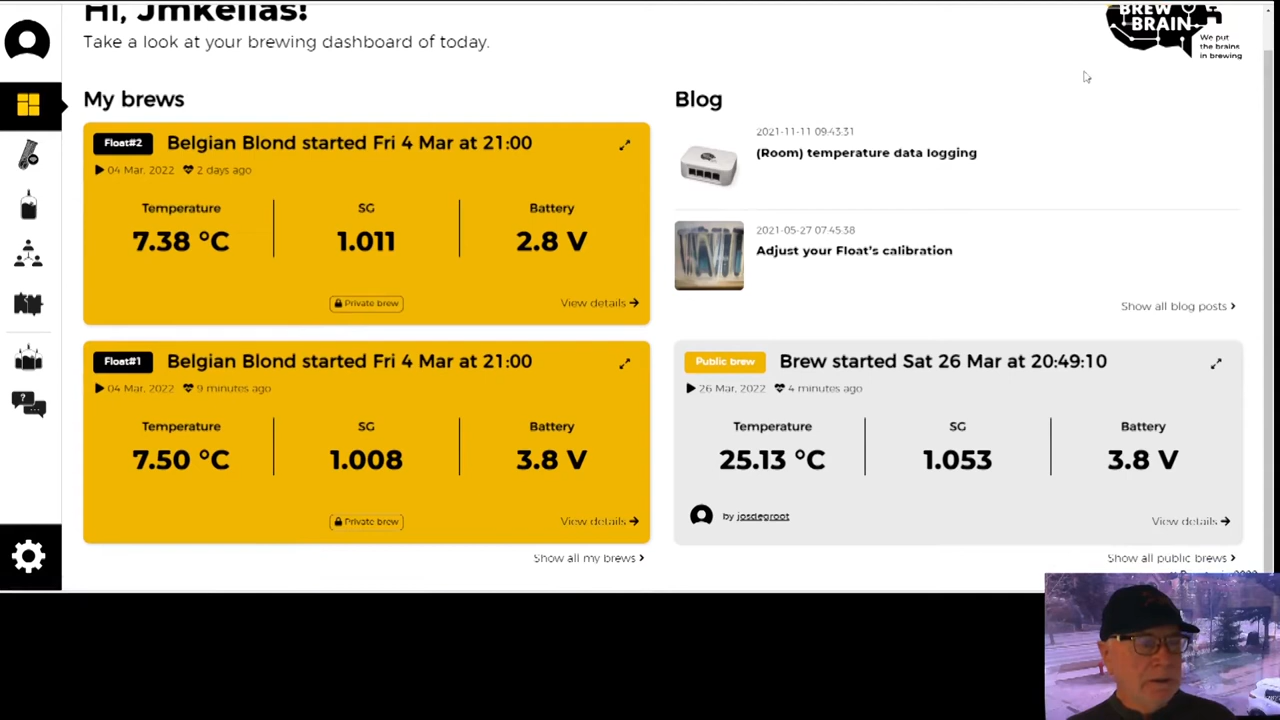 Hi, Jmkellas!
Take a look at your brewing dashboard of today.
BREW
BRAIN
We put
the brains
in brewing
My brews
Float#2 Belgian Blond started Fri 4 Mar at 21:00
04 Mar, 2022 2 days ago
Temperature SG Battery
7.38 °C 1.011 2.8 V
Private brew View details
Float#1 Belgian Blond started Fri 4 Mar at 21:00
04 Mar, 2022 9 minutes ago
Temperature SG Battery
7.50 °C 1.008 3.8 V
Private brew View details
Show all my brews
Blog
2021-11-11 09:43:31
(Room) temperature data logging
2021-05-27 07:45:38
Adjust your Float's calibration
Show all blog posts
Public brew Brew started Sat 26 Mar at 20:49:10
26 Mar, 2022 4 minutes ago
Temperature SG Battery
25.13 °C 1.053 3.8 V
by josdegroot View details
Show all public brews